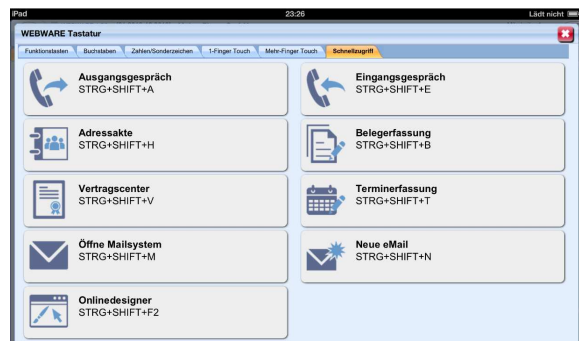 iPad 23:26 Lädt nicht
WEBWARE Tastatur
Funktionstasten Buchstaben Zahlen/Sonderzeichen 1-Finger Touch Mehr-Finger Touch Schnellzugriff
Ausgangsgespräch
STRG+SHIFT+A
Eingangsgespräch
STRG+SHIFT+E
Adressakte
STRG+SHIFT+H
Belegerfassung
STRG+SHIFT+B
Vertragscenter
STRG+SHIFT+V
Terminerfassung
STRG+SHIFT+T
Öffne Mailsystem
STRG+SHIFT+M
Neue eMail
STRG+SHIFT+N
Onlinedesigner
STRG+SHIFT+F2